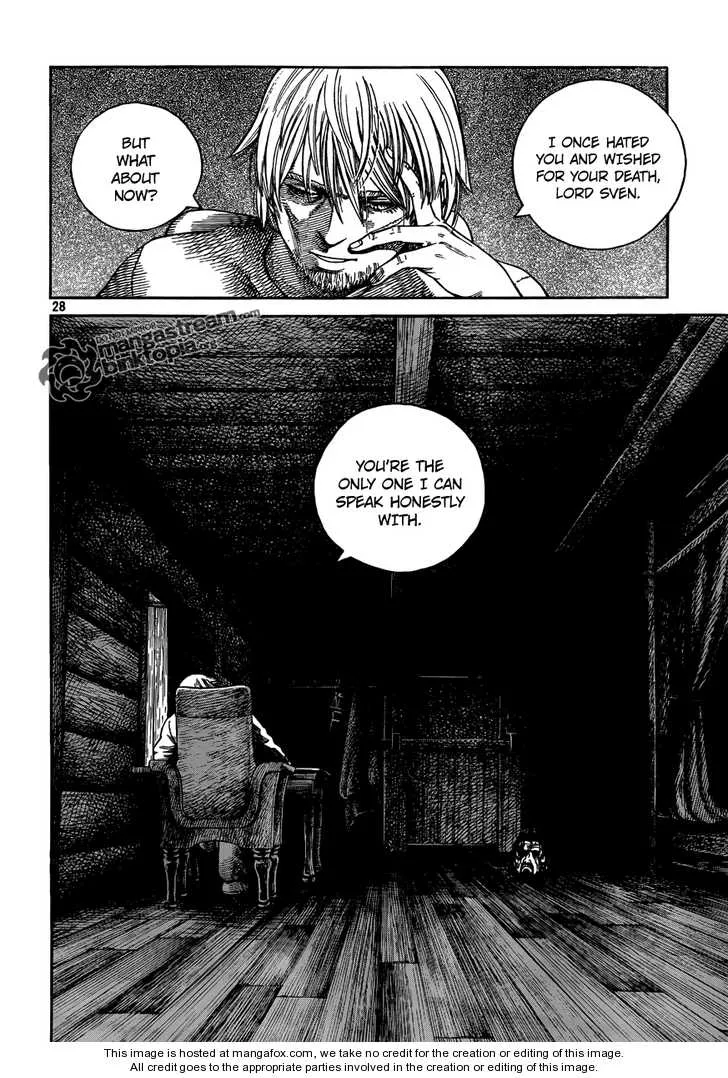 I ONCE HATED
YOU AND WISHED
FOR YOUR DEATH,
LORD SVEN.
BUT
WHAT
ABOUT
NOW?
28
mangastream.com
binktopia
YOU'RE THE
ONLY ONE I CAN
SPEAK HONESTLY
WITH.
This image is hosted at mangafox.com, we take no credit for the creation or editing of this image.
All credit goes to the appropriate parties involved in the creation or editing of this image.